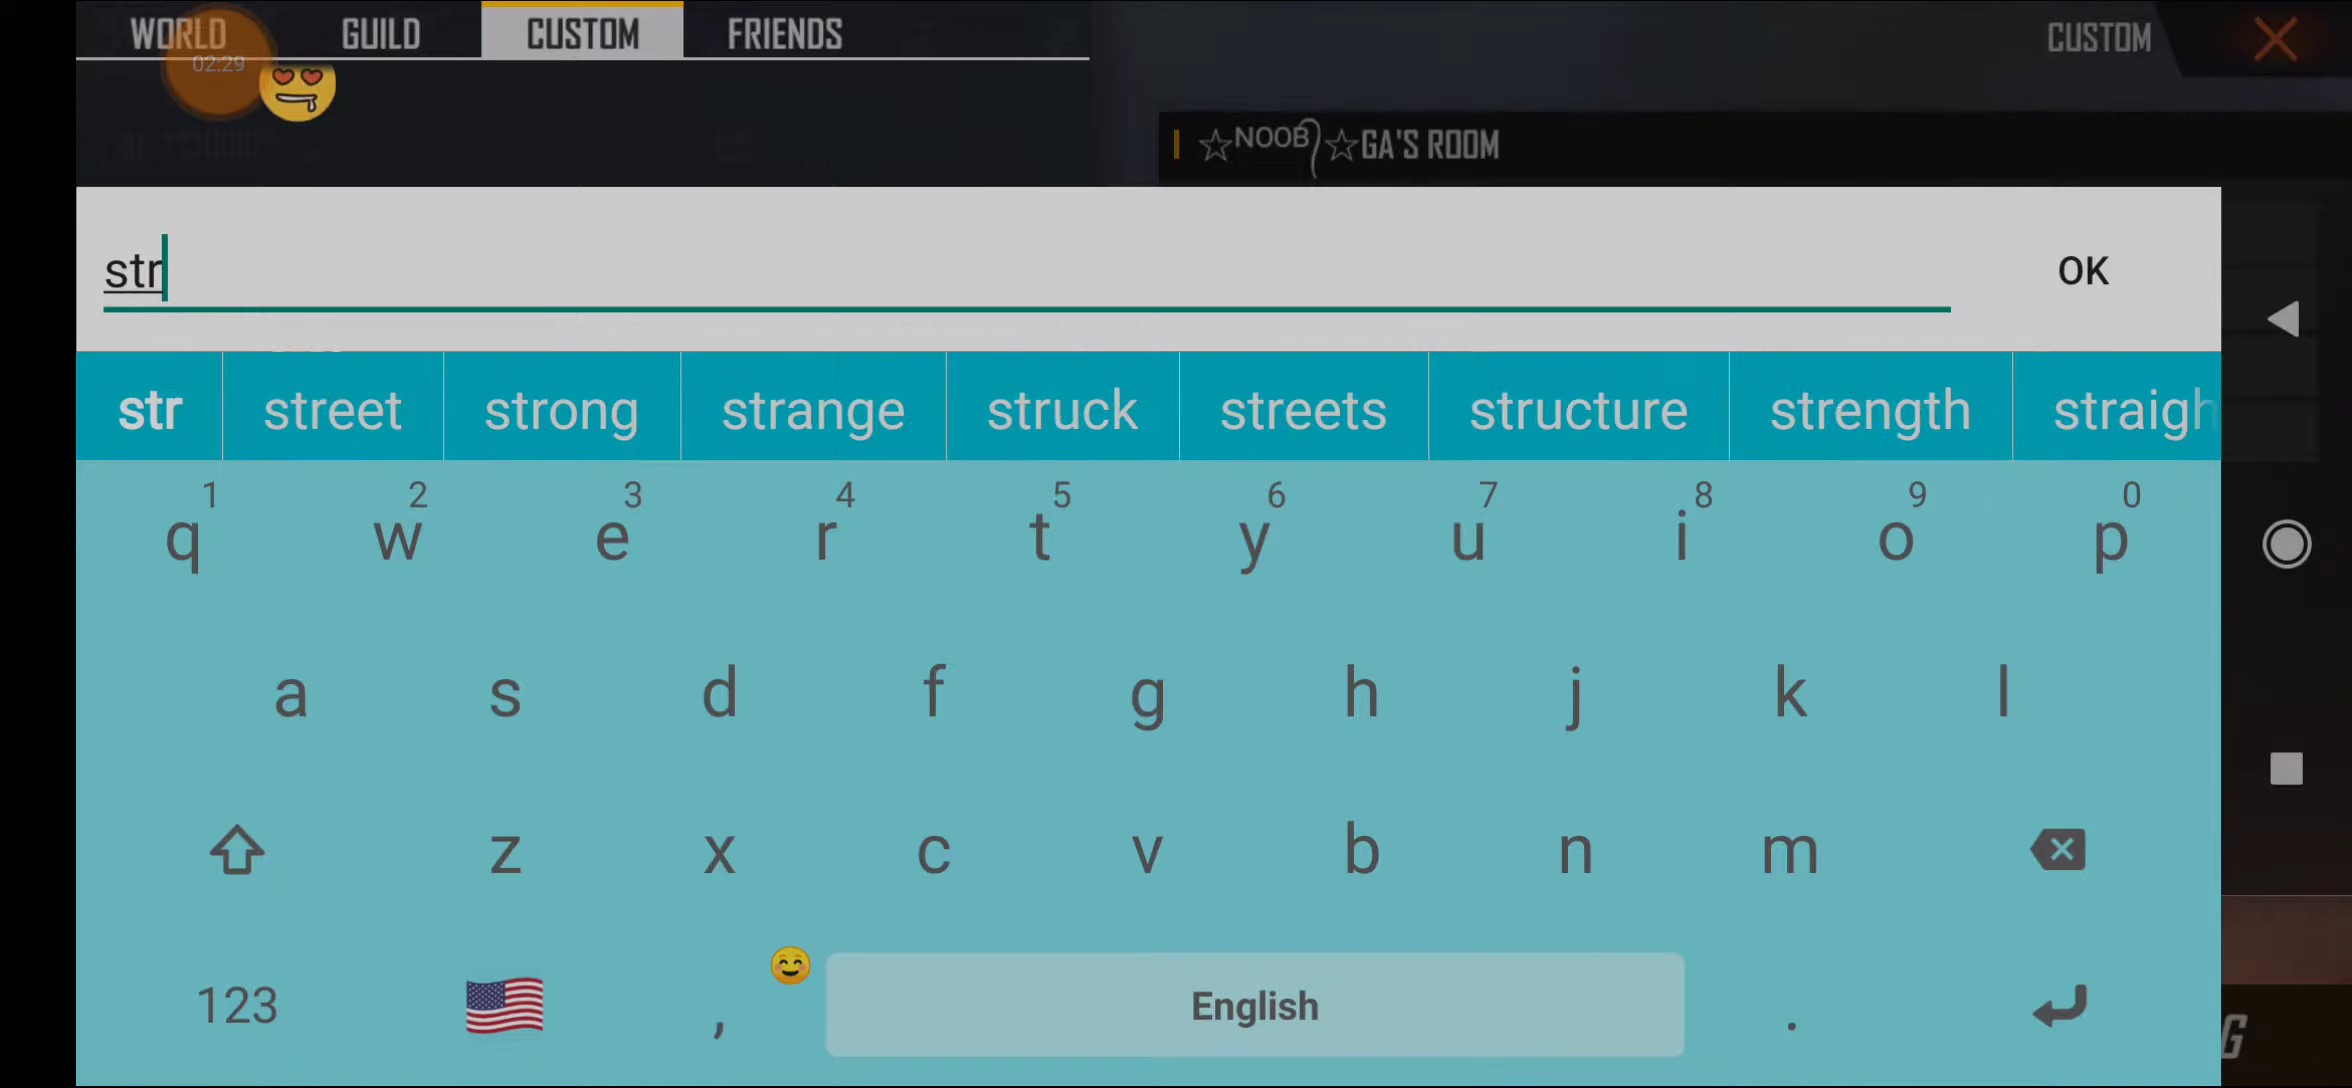 WORLD GUILD CUSTOM FRIENDS CUSTOM
02:29
☆ᴺᴼᴼᴮ᭄☆GA'S ROOM
str OK
str street strong strange struck streets structure strength straigh
1 2 3 4 5 6 7 8 9 0
q w e r t y u i o p
a s d f g h j k l
z x c v b n m
123 , English .
G